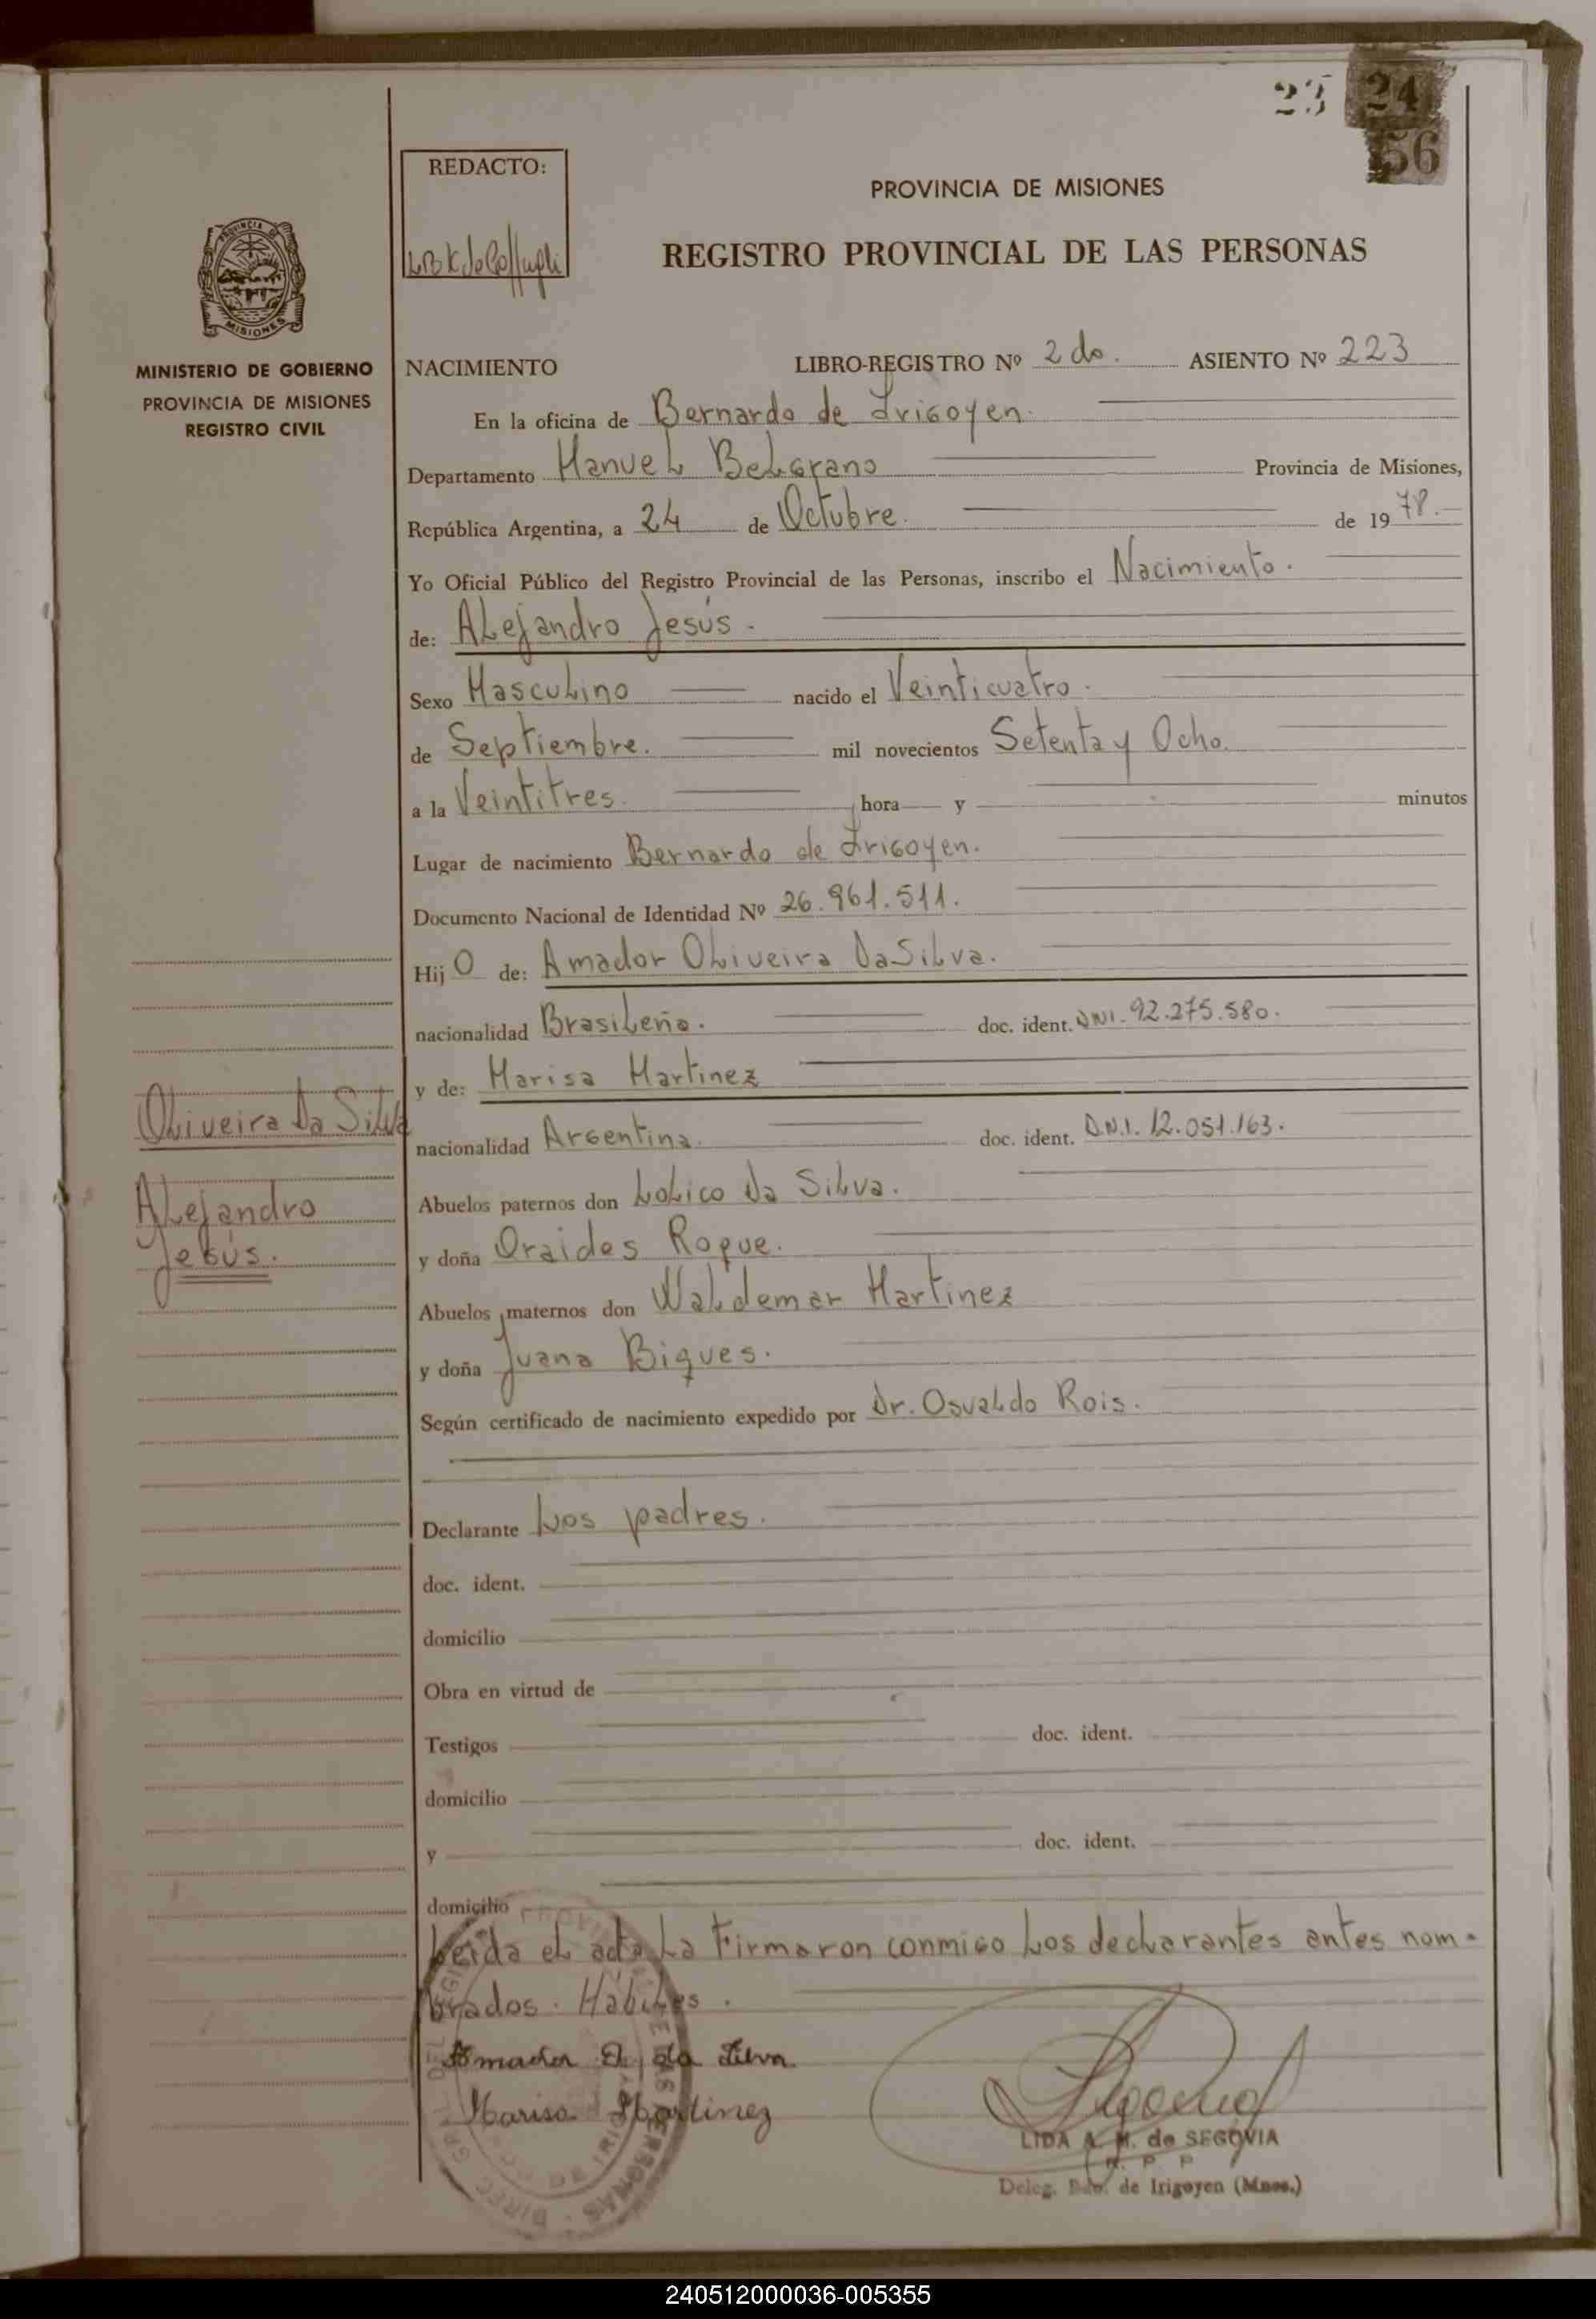 23 24
56
REDACTO:
PROVINCIA DE MISIONES
REGISTRO PROVINCIAL DE LAS PERSONAS
PROVINCIA DE
MISIONES
MINISTERIO DE GOBIERNO
PROVINCIA DE MISIONES
REGISTRO CIVIL
NACIMIENTO LIBRO-REGISTRO Nº 2do. ASIENTO Nº 223
En la oficina de Bernardo de Irigoyen.
Departamento Manuel Belgrano Provincia de Misiones,
República Argentina, a 24 de Octubre. de 1978.
Yo Oficial Público del Registro Provincial de las Personas, inscribo el Nacimiento.
de: Alejandro Jesús.
Sexo Masculino nacido el Veinticuatro.
de Septiembre. mil novecientos Setenta y Ocho.
a la Veintitres. hora y minutos
Lugar de nacimiento Bernardo de Irigoyen.
Documento Nacional de Identidad Nº 26.961.511.
Hijo de: Amador Oliveira DaSilva.
nacionalidad Brasileña. doc. ident. DNI. 92.275.580.
y de: Marisa Martinez
Oliveira Da Silva
nacionalidad Argentina. doc. ident. D.N.I. 12.051.163.
Abuelos paternos don Lolico Da Silva.
Alejandro
y doña Oraides Roque.
Jesús.
Abuelos maternos don Waldemar Martinez
y doña Juana Biques.
Según certificado de nacimiento expedido por Dr. Osvaldo Rois.
Declarante Los padres.
doc. ident.
domicilio
Obra en virtud de
Testigos doc. ident.
domicilio
y doc. ident.
domicilio
Leida el acta La Firmaron conmigo Los declarantes antes nom-
brados. Habiles.
Amador O da Silva
Marisa Martinez
LIDA A. M. de SEGOVIA
R. P. P
Deleg. Bdo. de Irigoyen (Mnes.)
240512000036-005355